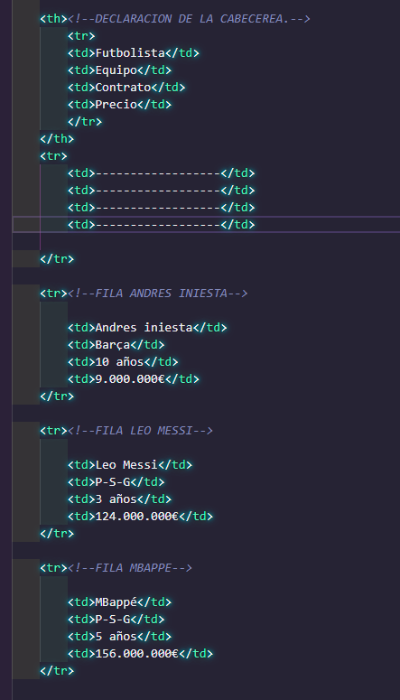 <th><!--DECLARACION DE LA CABECEREA.-->
<tr>
<td>Futbolista</td>
<td>Equipo</td>
<td>Contrato</td>
<td>Precio</td>
</tr>
</th>
<tr>
<td>------------------</td>
<td>------------------</td>
<td>------------------</td>
<td>------------------</td>
</tr>
<tr><!--FILA ANDRES INIESTA-->
<td>Andres iniesta</td>
<td>Barça</td>
<td>10 años</td>
<td>9.000.000€</td>
</tr>
<tr><!--FILA LEO MESSI-->
<td>Leo Messi</td>
<td>P-S-G</td>
<td>3 años</td>
<td>124.000.000€</td>
</tr>
<tr><!--FILA MBAPPE-->
<td>MBappé</td>
<td>P-S-G</td>
<td>5 años</td>
<td>156.000.000€</td>
</tr>